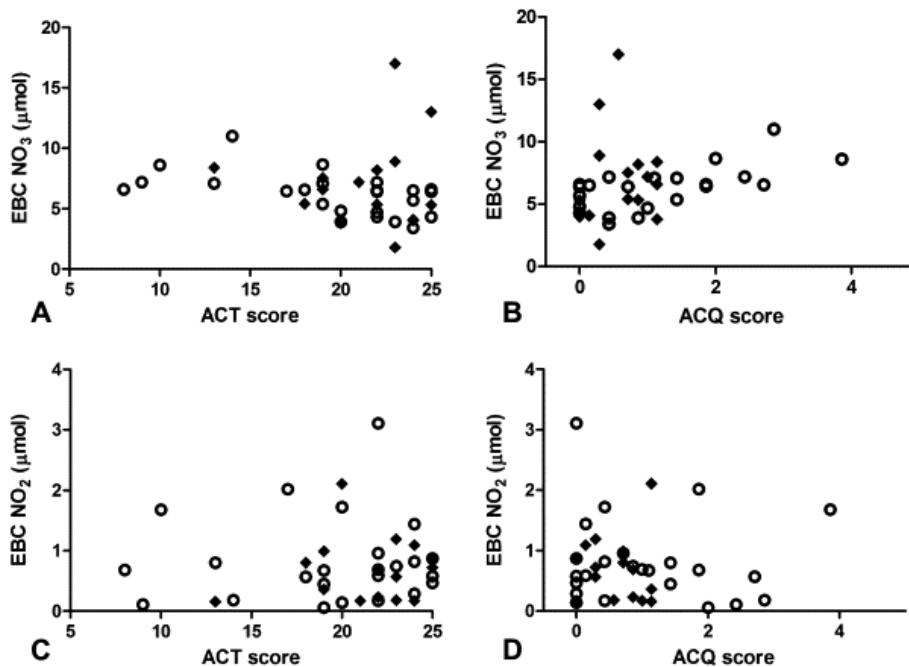 20
15
10
5
0
EBC NO3 (μmol)
5 10 15 20 25
A ACT score
20
15
10
5
0
EBC NO3 (μmol)
0 2 4
B ACQ score
4
3
2
1
0
EBC NO2 (μmol)
5 10 15 20 25
C ACT score
4
3
2
1
0
EBC NO2 (μmol)
0 2 4
D ACQ score